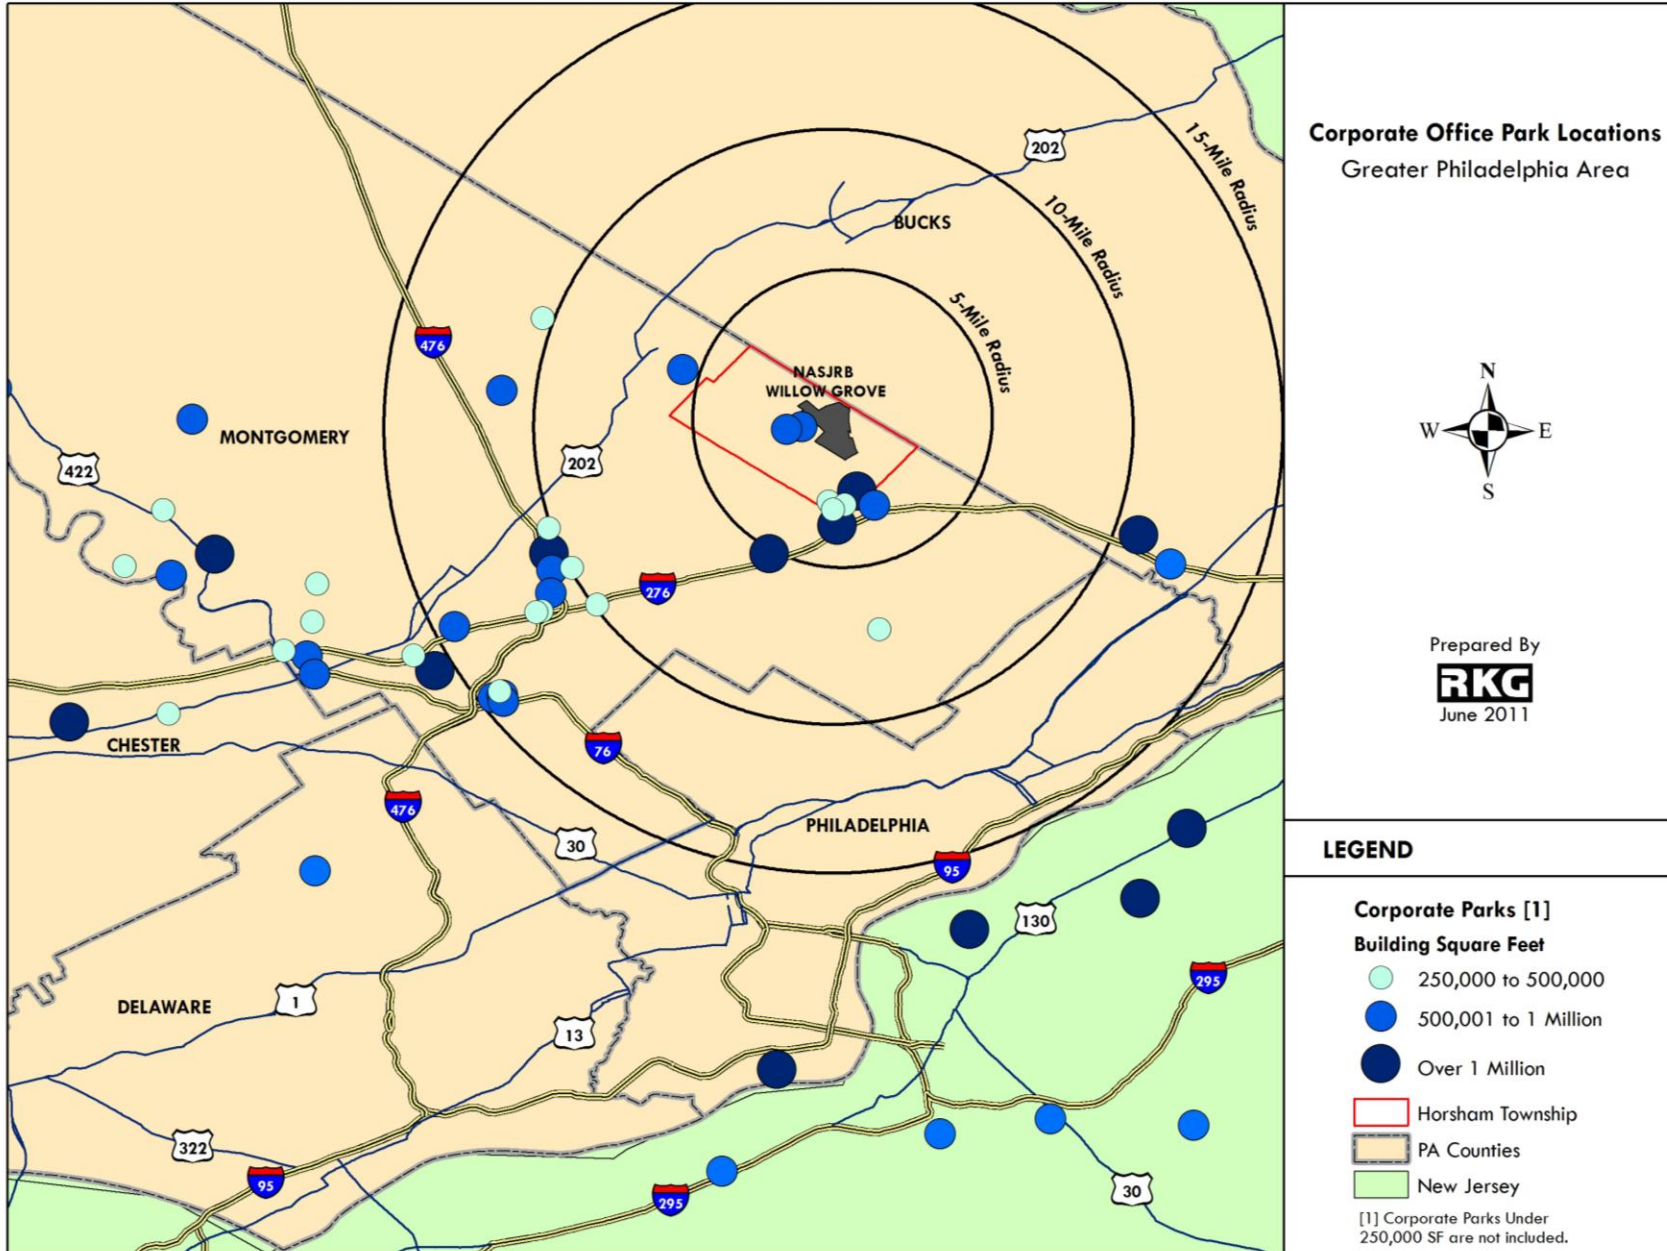 Corporate Office Park Locations
Greater Philadelphia Area
N
W
E
S
Prepared By
RKG
June 2011
LEGEND
Corporate Parks [1]
Building Square Feet
250,000 to 500,000
500,001 to 1 Million
Over 1 Million
Horsham Township
PA Counties
New Jersey
[1] Corporate Parks Under
250,000 SF are not included.
15-Mile Radius
202
10-Mile Radius
BUCKS
5-Mile Radius
476
NASJRB
WILLOW GROVE
MONTGOMERY
422
202
276
CHESTER
76
476
PHILADELPHIA
30
95
130
295
DELAWARE
1
13
322
95
295
30